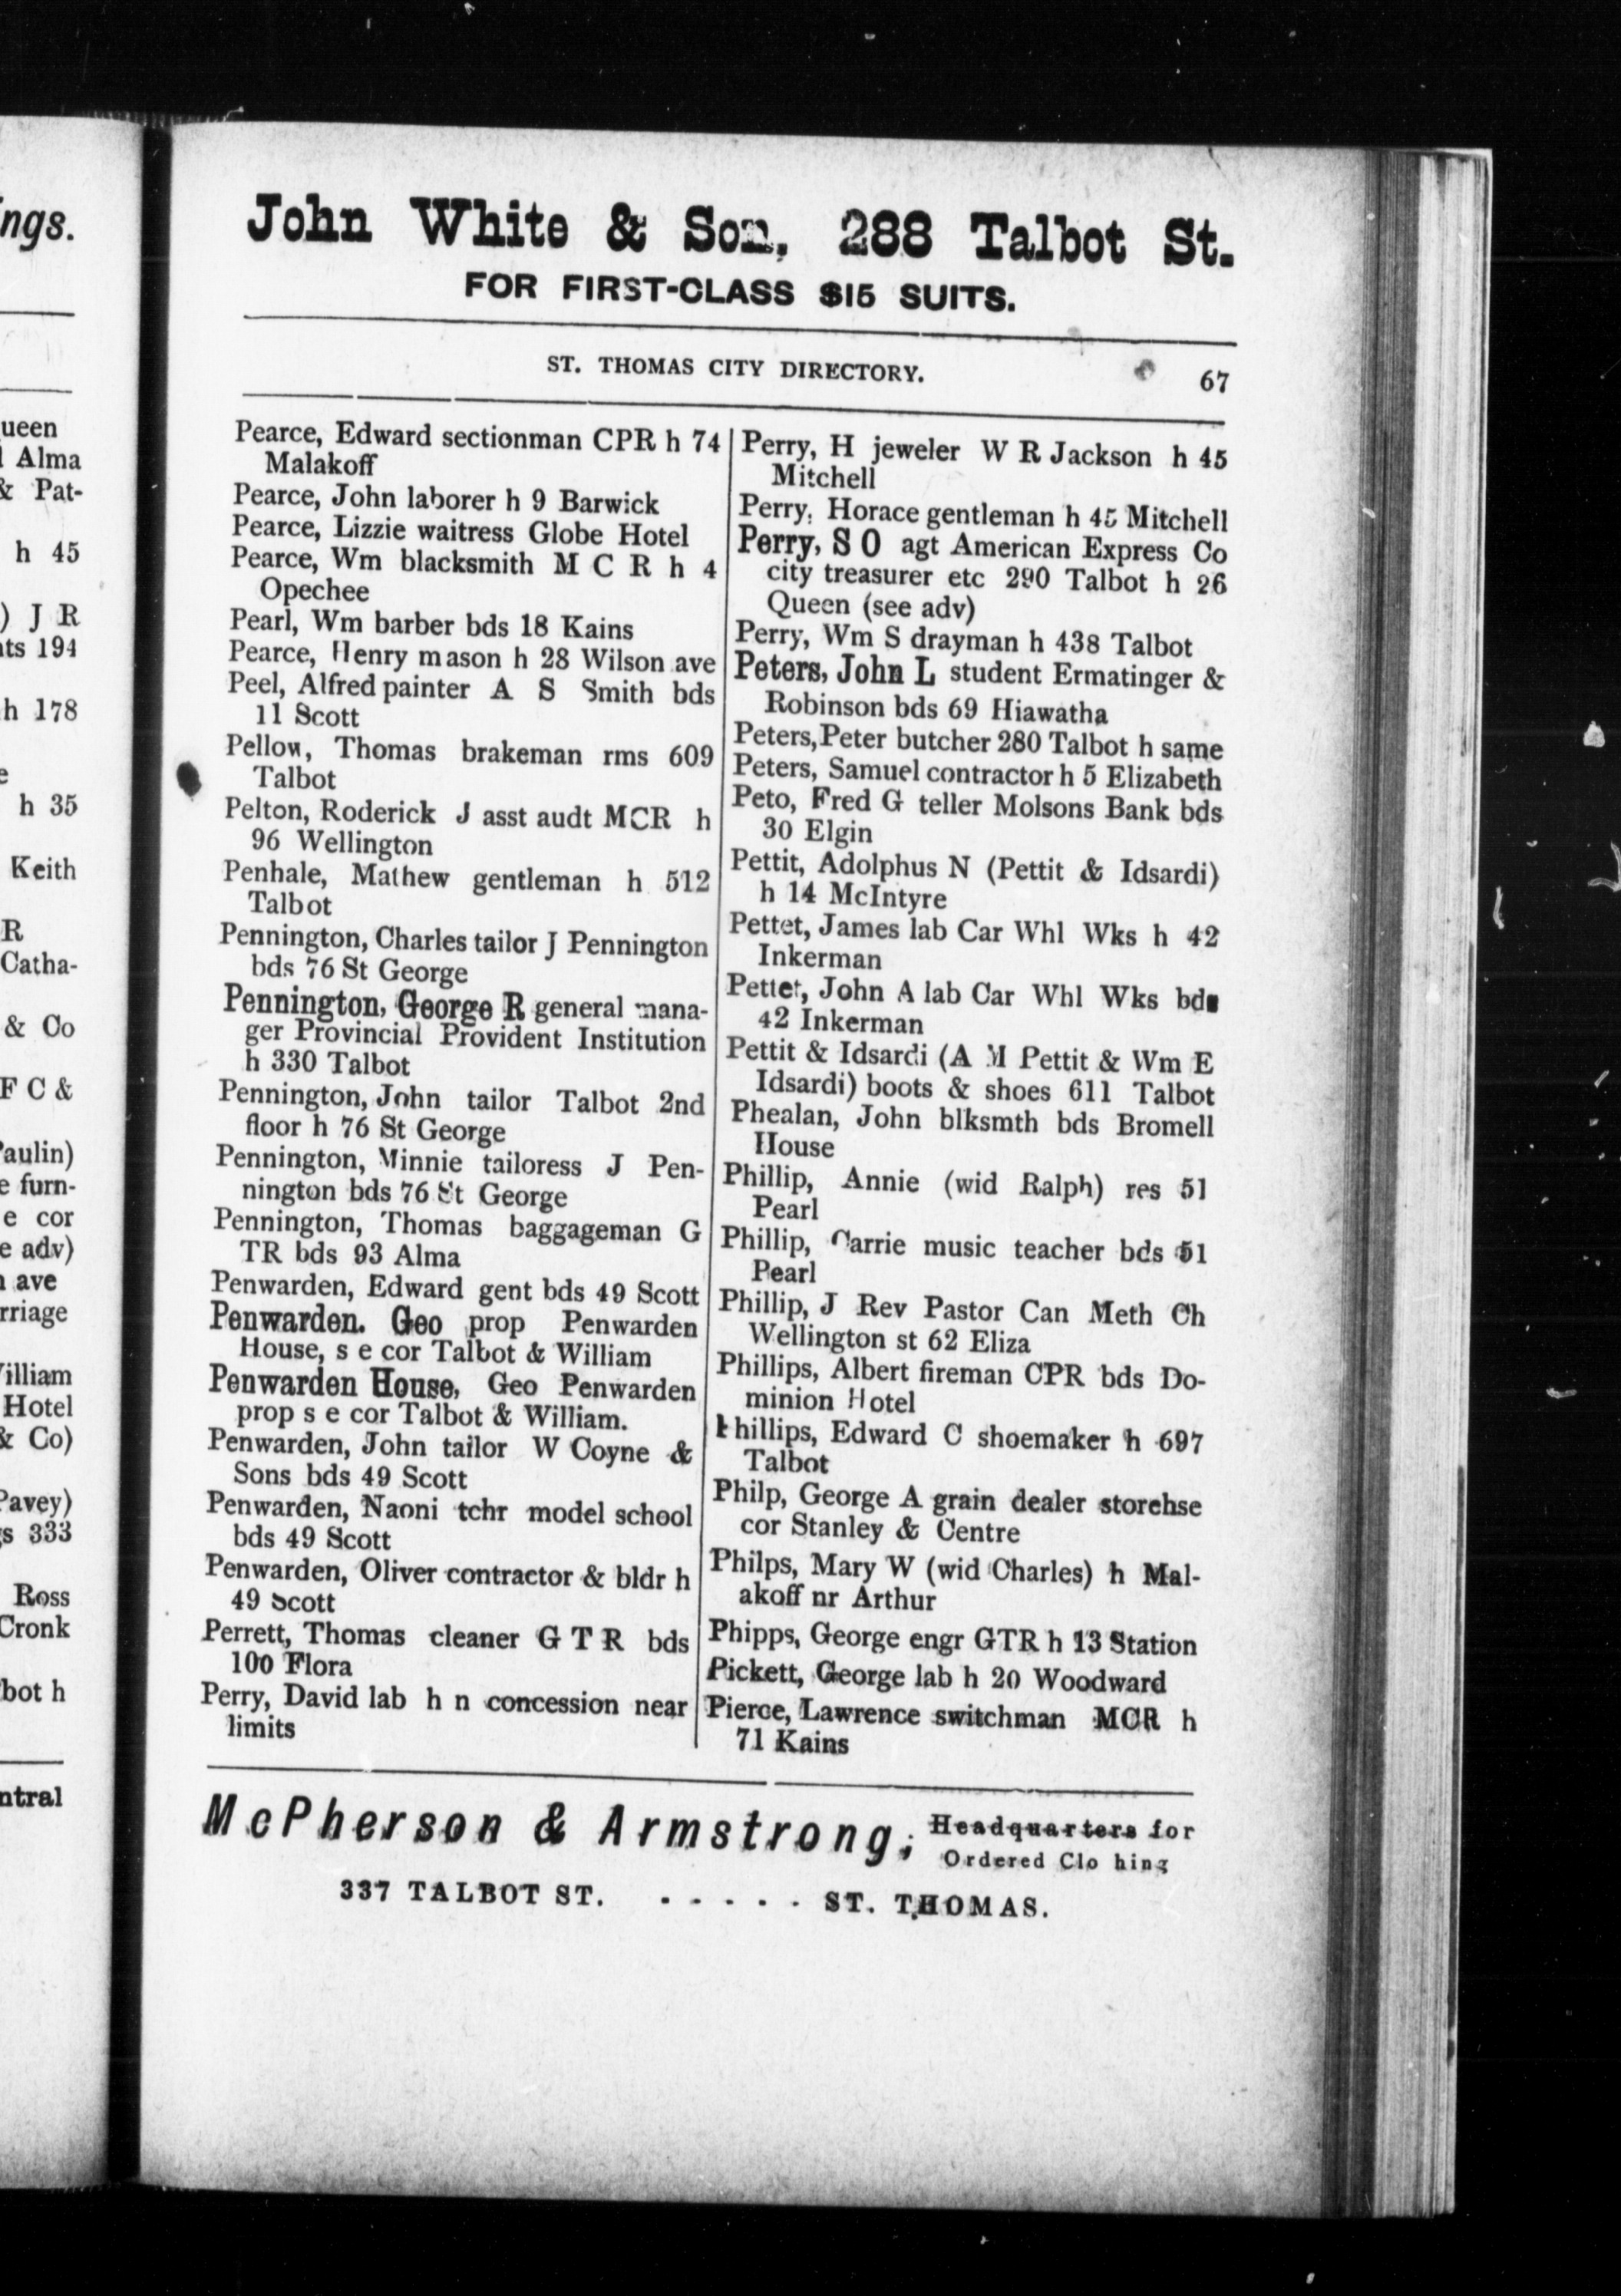 ngs.
ueen
Alma
& Pat-
h 45
) J R
ts 194
h 178
e
h 35
Keith
R
Catha-
& Co
F C &
aulin)
e furn-
e cor
e adv)
ave
rriage
illiam
Hotel
& Co)
Pavey)
s 333
Ross
Cronk
bot h
ntral
John White & Son, 288 Talbot St.
FOR FIRST-CLASS $15 SUITS.
ST. THOMAS CITY DIRECTORY. 67
Pearce, Edward sectionman CPR h 74
Malakoff
Pearce, John laborer h 9 Barwick
Pearce, Lizzie waitress Globe Hotel
Pearce, Wm blacksmith M C R h 4
Opechee
Pearl, Wm barber bds 18 Kains
Pearce, Henry mason h 28 Wilson ave
Peel, Alfred painter A S Smith bds
11 Scott
Pellow, Thomas brakeman rms 609
Talbot
Pelton, Roderick J asst audt MCR h
96 Wellington
Penhale, Mathew gentleman h 512
Talbot
Pennington, Charles tailor J Pennington
bds 76 St George
Pennington, George R general mana-
ger Provincial Provident Institution
h 330 Talbot
Pennington, John tailor Talbot 2nd
floor h 76 St George
Pennington, Minnie tailoress J Pen-
nington bds 76 St George
Pennington, Thomas baggageman G
TR bds 93 Alma
Penwarden, Edward gent bds 49 Scott
Penwarden. Geo prop Penwarden
House, s e cor Talbot & William
Penwarden House, Geo Penwarden
prop s e cor Talbot & William.
Penwarden, John tailor W Coyne &
Sons bds 49 Scott
Penwarden, Naoni tchr model school
bds 49 Scott
Penwarden, Oliver contractor & bldr h
49 Scott
Perrett, Thomas cleaner G T R bds
100 Flora
Perry, David lab h n concession near
limits
Perry, H jeweler W R Jackson h 45
Mitchell
Perry, Horace gentleman h 45 Mitchell
Perry, S O agt American Express Co
city treasurer etc 290 Talbot h 26
Queen (see adv)
Perry, Wm S drayman h 438 Talbot
Peters, John L student Ermatinger &
Robinson bds 69 Hiawatha
Peters, Peter butcher 280 Talbot h same
Peters, Samuel contractor h 5 Elizabeth
Peto, Fred G teller Molsons Bank bds
30 Elgin
Pettit, Adolphus N (Pettit & Idsardi)
h 14 McIntyre
Pettet, James lab Car Whl Wks h 42
Inkerman
Pettet, John A lab Car Whl Wks bds
42 Inkerman
Pettit & Idsardi (A M Pettit & Wm E
Idsardi) boots & shoes 611 Talbot
Phealan, John blksmth bds Bromell
House
Phillip, Annie (wid Ralph) res 51
Pearl
Phillip, Carrie music teacher bds 51
Pearl
Phillip, J Rev Pastor Can Meth Ch
Wellington st 62 Eliza
Phillips, Albert fireman CPR bds Do-
minion Hotel
Phillips, Edward C shoemaker h 697
Talbot
Philp, George A grain dealer storehse
cor Stanley & Centre
Philps, Mary W (wid Charles) h Mal-
akoff nr Arthur
Phipps, George engr GTR h 13 Station
Pickett, George lab h 20 Woodward
Pierce, Lawrence switchman MCR h
71 Kains
McPherson & Armstrong, Headquarters for
Ordered Clo hing
337 TALBOT ST. - - - - - ST. THOMAS.